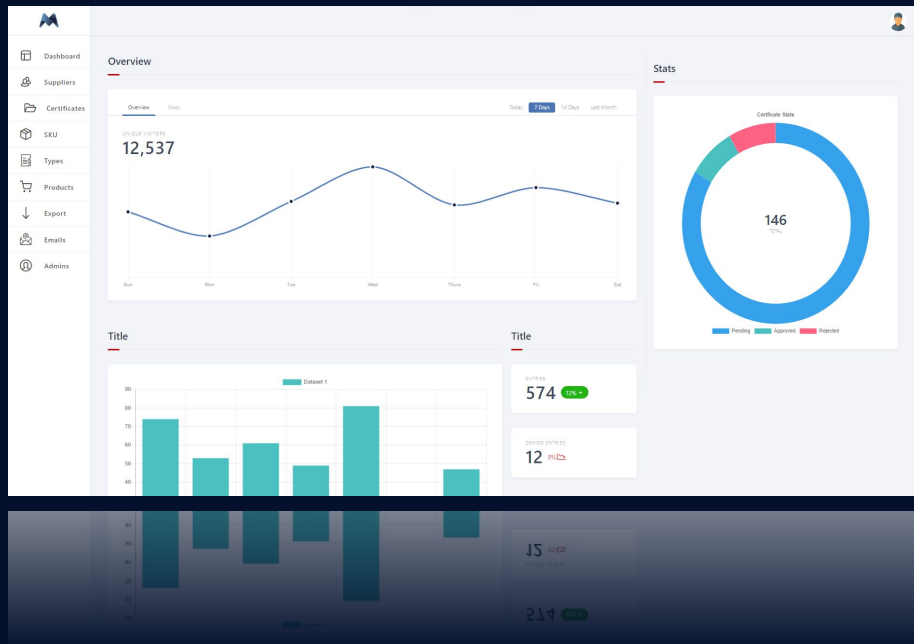 Dashboard
Suppliers
Certificates
SKU
Types
Products
Export
Emails
Admins
Overview
Overview Sales
Today 7 Days 14 Days Last Month
UNIQUE VISITORS
12,537
Sun Mon Tue Wed Thurs Fri Sat
Stats
Certificate Stats
146
TOTAL
Pending Approved Rejected
Title
Dataset 1
90
80
70
60
50
40
Title
ENTRIES
574 12%
DENIED ENTRIES
12 9%